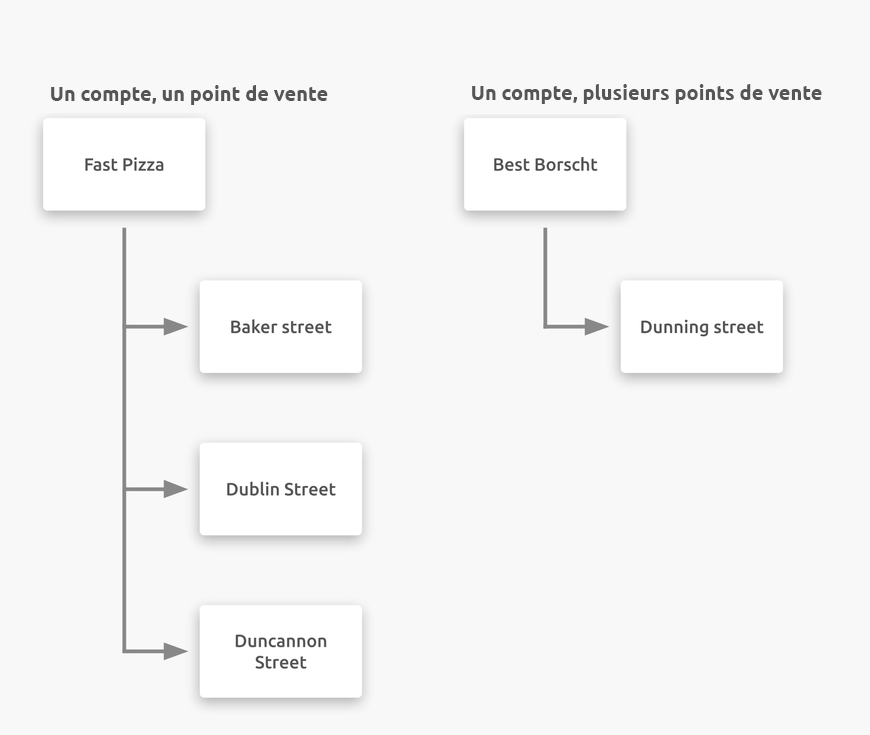 Un compte, un point de vente
Fast Pizza
Baker street
Dublin Street
Duncannon
Street
Un compte, plusieurs points de vente
Best Borscht
Dunning street